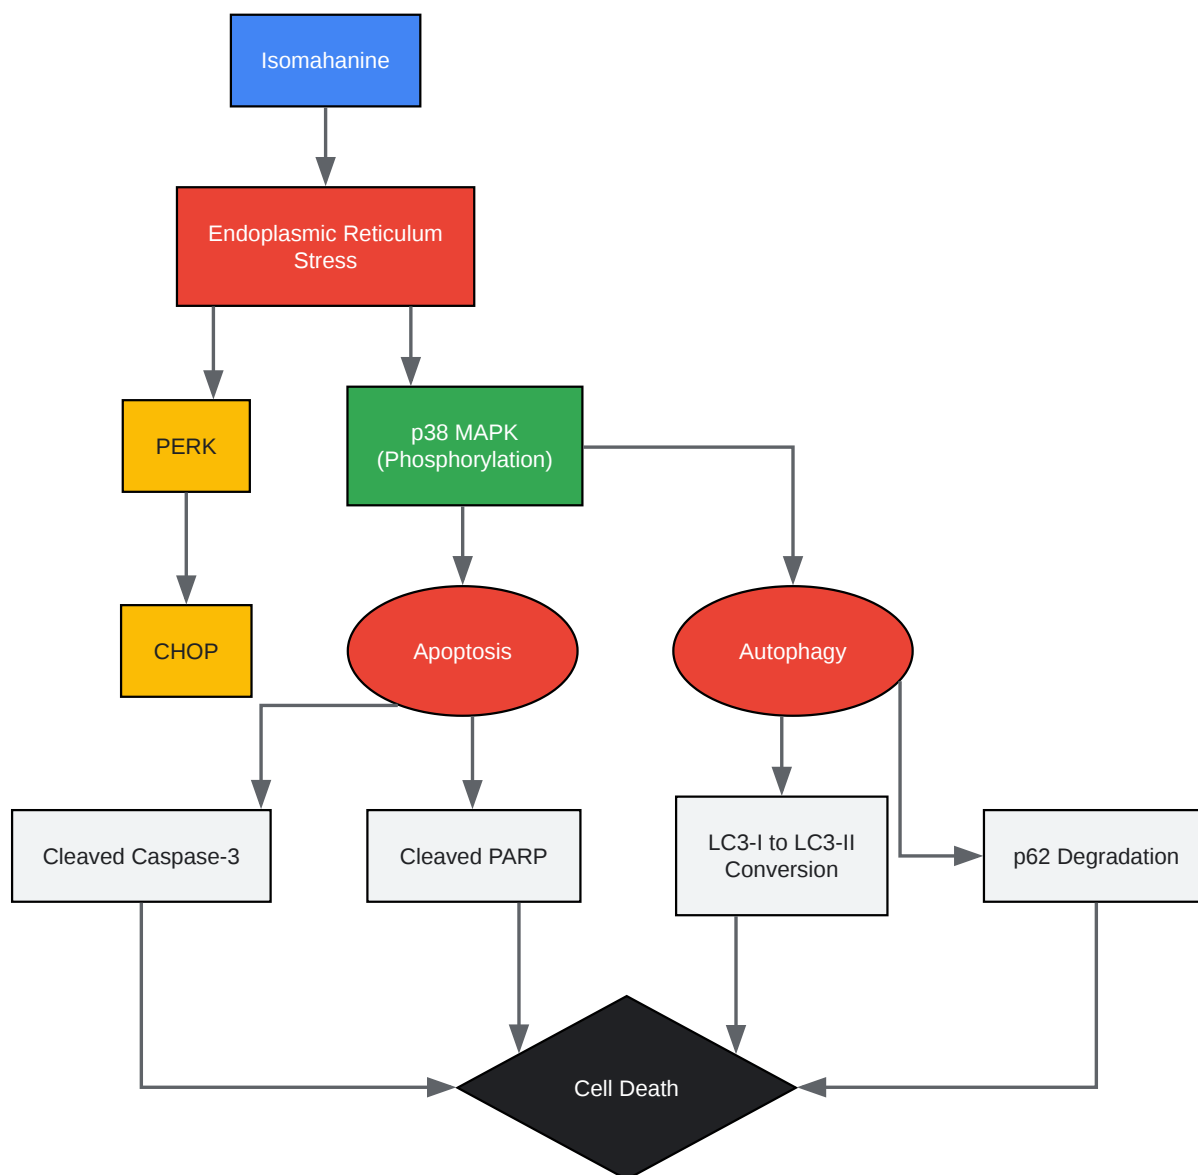 Isomahanine
Endoplasmic Reticulum
Stress
PERK
p38 MAPK
(Phosphorylation)
CHOP
Apoptosis
Autophagy
Cleaved Caspase-3
Cleaved PARP
LC3-I to LC3-II
Conversion
p62 Degradation
Cell Death